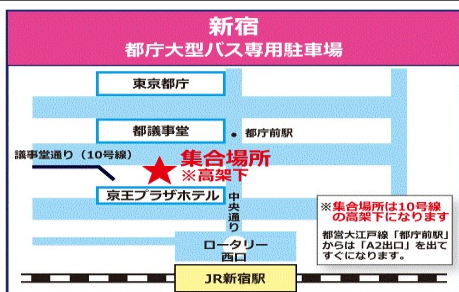 新宿
都庁大型バス専用駐車場
東京都庁
都議事堂
都庁前駅
議事堂通り（10号線）
集合場所
※高架下
京王プラザホテル
中央通り
※集合場所は10号線
の高架下になります
都営大江戸線「都庁前駅」
からは「A2出口」を出て
すぐになります。
ロータリー
西口
JR新宿駅